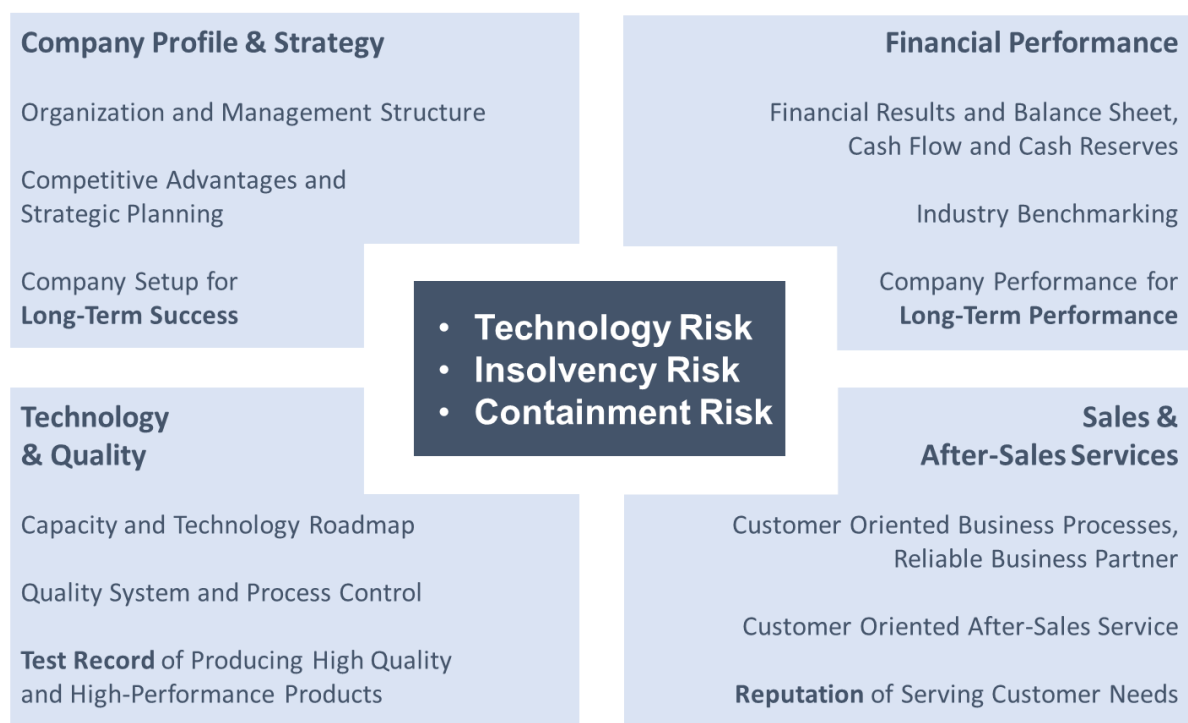 Company Profile & Strategy
Organization and Management Structure
Competitive Advantages and
Strategic Planning
Company Setup for
Long-Term Success
Financial Performance
Financial Results and Balance Sheet,
Cash Flow and Cash Reserves
Industry Benchmarking
Company Performance for
Long-Term Performance
• Technology Risk
• Insolvency Risk
• Containment Risk
Technology
& Quality
Capacity and Technology Roadmap
Quality System and Process Control
Test Record of Producing High Quality
and High-Performance Products
Sales &
After-Sales Services
Customer Oriented Business Processes,
Reliable Business Partner
Customer Oriented After-Sales Service
Reputation of Serving Customer Needs